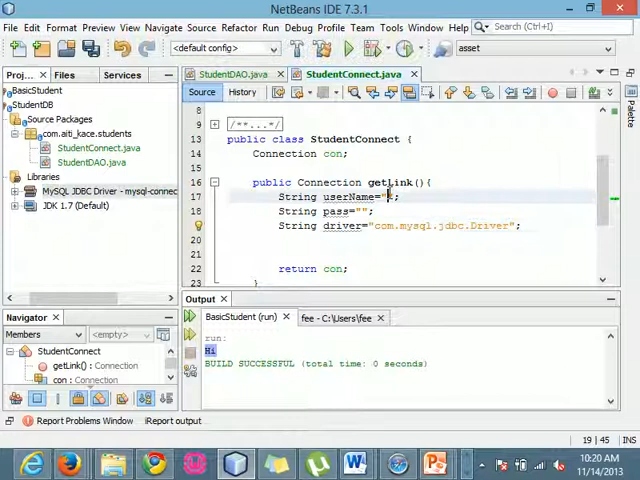 NetBeans IDE 7.3.1
File Edit View Navigate Source Refactor Run Debug Profile Team Tools Window Help Search (Ctrl+I)
<default config> asset
Proj... Files Services
StudentDAO.java StudentConnect.java
BasicStudent
StudentDB
Source Packages
com.aiti_kace.students
StudentConnect.java
StudentDAO.java
Libraries
MySQL JDBC Driver - mysql-connec
JDK 1.7 (Default)
Source History
8
9 /**...*/
13 public class StudentConnect {
14 Connection con;
15
16 public Connection getLink(){
17 String userName="";
18 String pass="";
String driver="com.mysql.jdbc.Driver";
20
21
22 return con;
23 }
Palette
Navigator
Members <empty>
StudentConnect
getLink() : Connection
con : Connection
Output
BasicStudent (run) fee - C:\Users\fee
run:
Hi
BUILD SUCCESSFUL (total time: 0 seconds)
Report Problems Window iReport output
19 | 45 INS
10:20 AM
11/14/2013